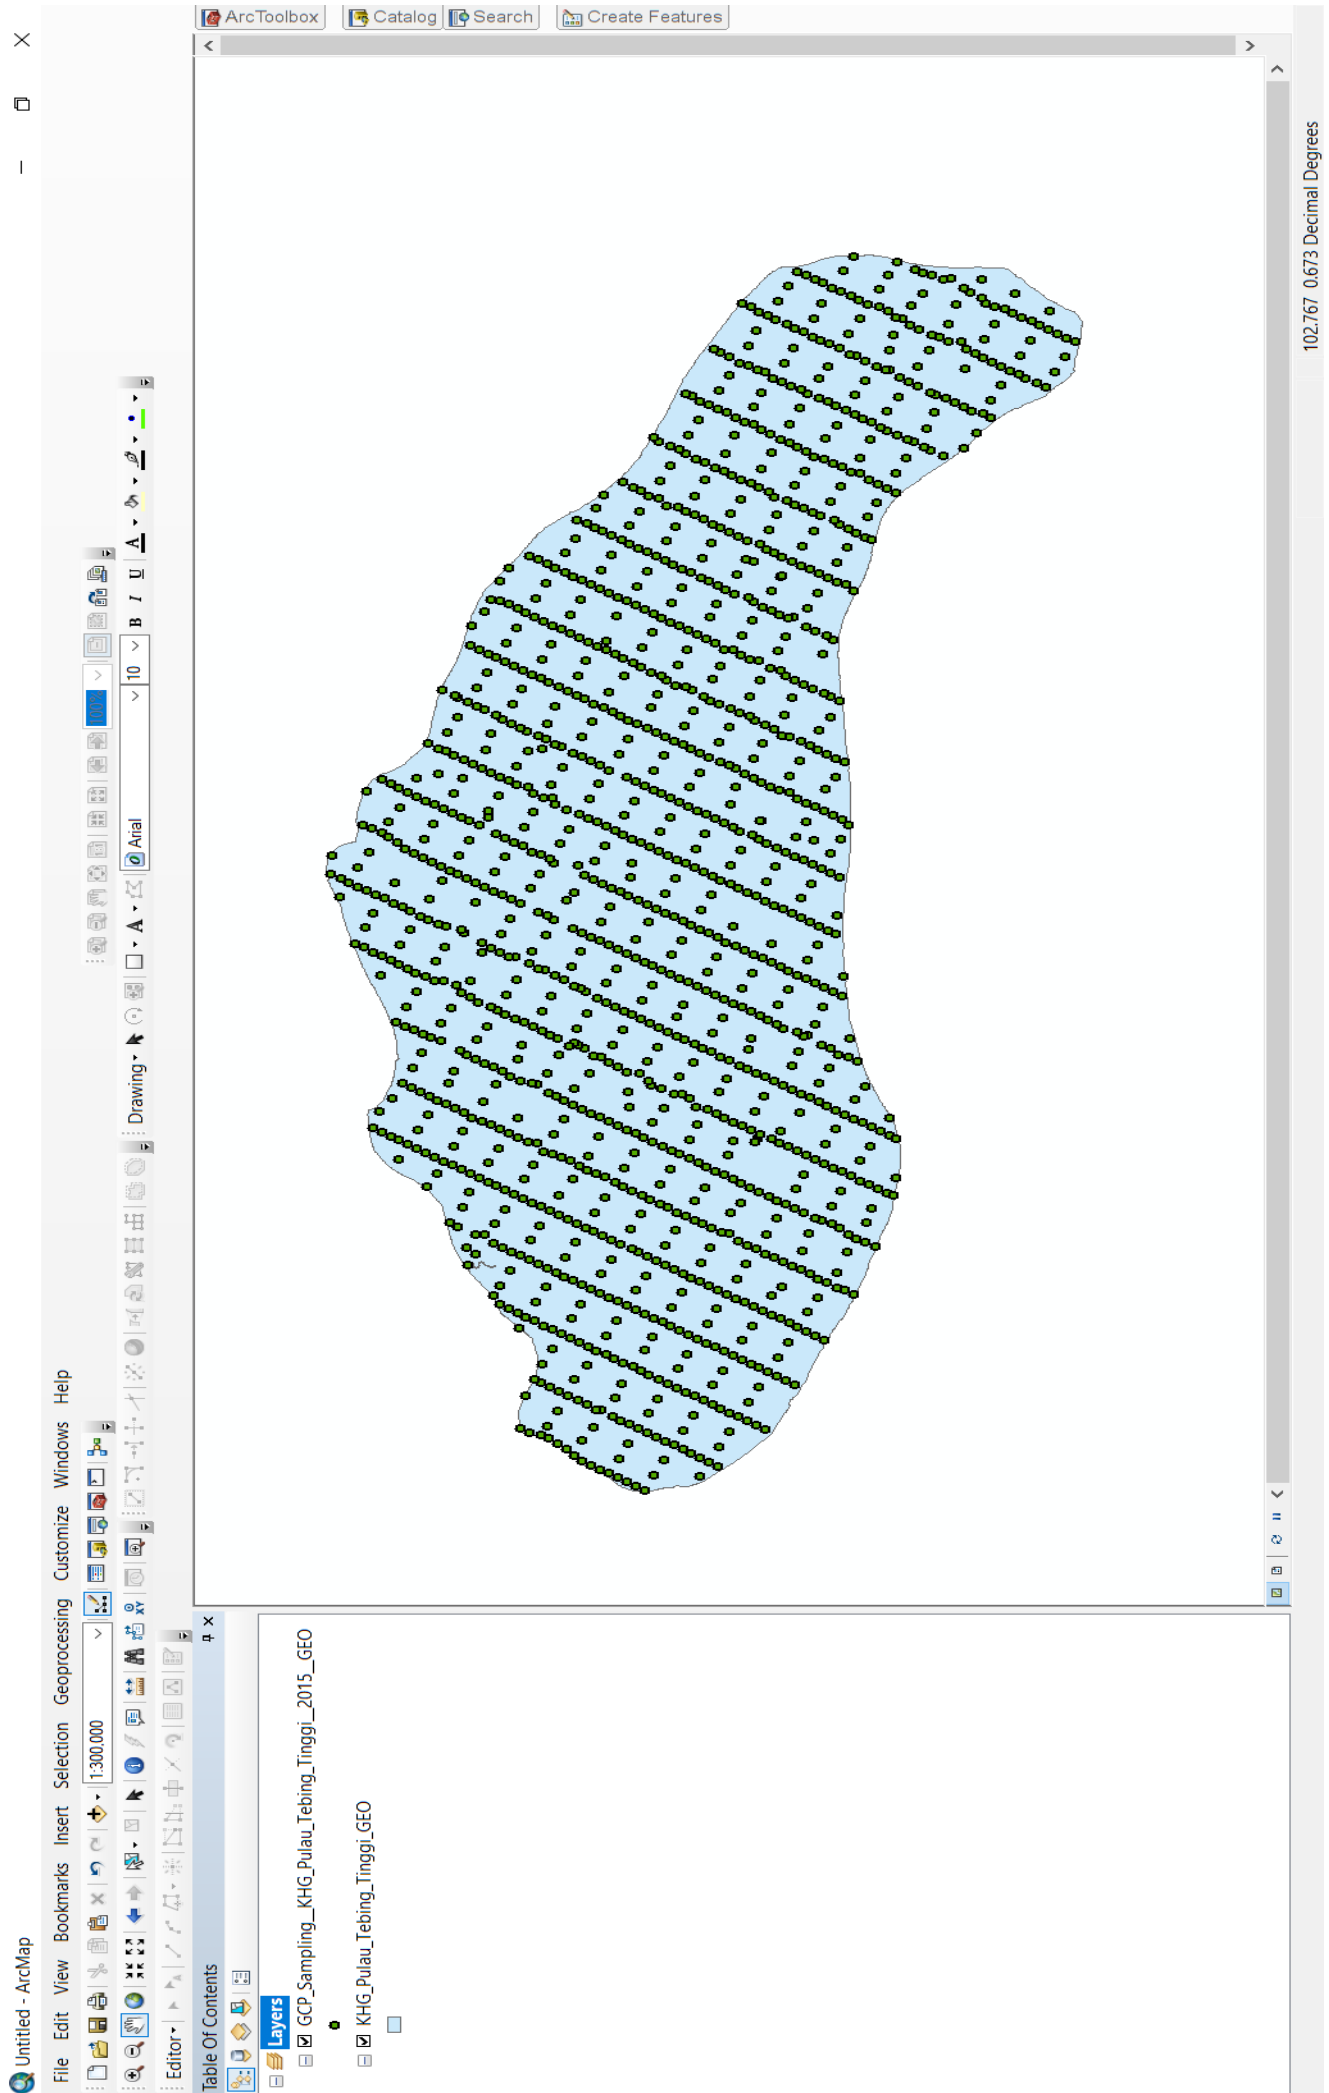 Untitled - ArcMap
File Edit View Bookmarks Insert Selection Geoprocessing Customize Windows Help
1:300,000
100%
Editor
Drawing
Arial
10
B I U
A
Table Of Contents
Layers
GCP_Sampling__KHG_Pulau_Tebing_Tinggi_2015_GEO
KHG_Pulau_Tebing_Tinggi_GEO
ArcToolbox
Catalog
Search
Create Features
102.767 0.673 Decimal Degrees